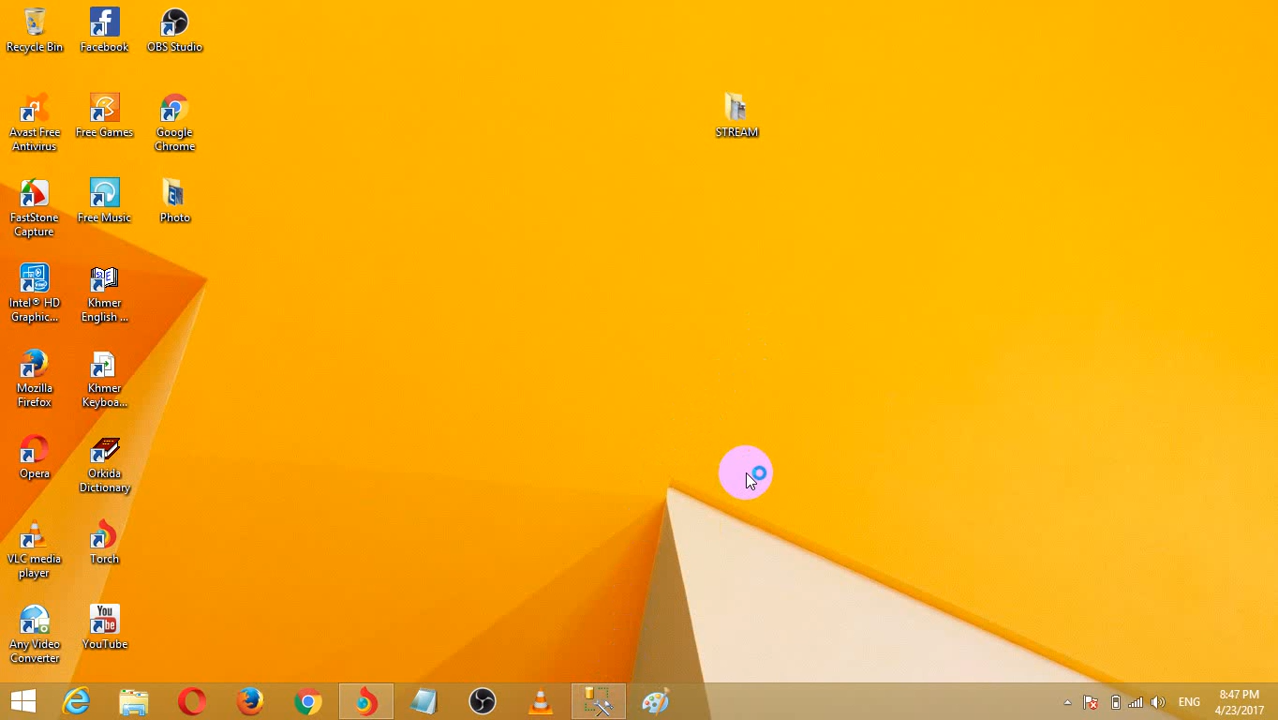 Recycle Bin
Facebook
OBS Studio
Avast Free
Antivirus
Free Games
Google
Chrome
FastStone
Capture
Free Music
Photo
Intel® HD
Graphic...
Khmer
English ...
Mozilla
Firefox
Khmer
Keyboa...
Opera
Orkida
Dictionary
VLC media
player
Torch
Any Video
Converter
You
Tube
YouTube
STREAM
ENG
8:47 PM
4/23/2017